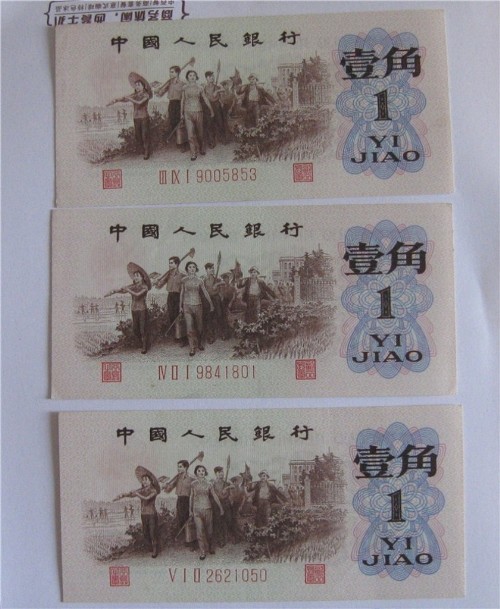 中國人民銀行
壹角
1
YI
JIAO
III IX I 9005853
中國人民銀行
壹角
1
YI
JIAO
IV II I 9841801
中國人民銀行
壹角
1
YI
JIAO
V I II 2621050